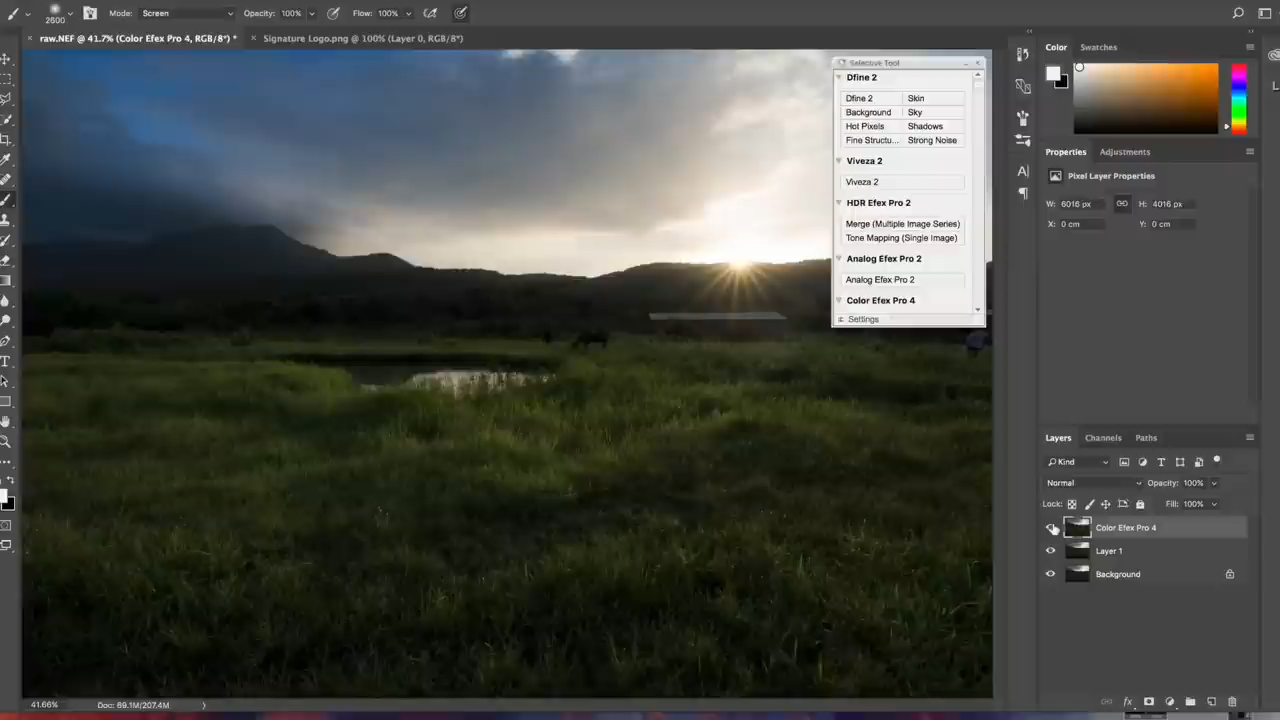 2600 Mode: Screen Opacity: 100% Flow: 100%
raw.NEF @ 41.7% (Color Efex Pro 4, RGB/8*) * Signature Logo.png @ 100% (Layer 0, RGB/8*)
Selective Tool
Dfine 2
Dfine 2 Skin
Background Sky
Hot Pixels Shadows
Fine Structu... Strong Noise
Viveza 2
Viveza 2
HDR Efex Pro 2
Merge (Multiple Image Series)
Tone Mapping (Single Image)
Analog Efex Pro 2
Analog Efex Pro 2
Color Efex Pro 4
Settings
Color Swatches
Properties Adjustments
Pixel Layer Properties
W: 6016 px H: 4016 px
X: 0 cm Y: 0 cm
Layers Channels Paths
Kind
Normal Opacity: 100%
Lock: Fill: 100%
Color Efex Pro 4
Layer 1
Background
fx
41.66% Doc: 69.1M/207.4M